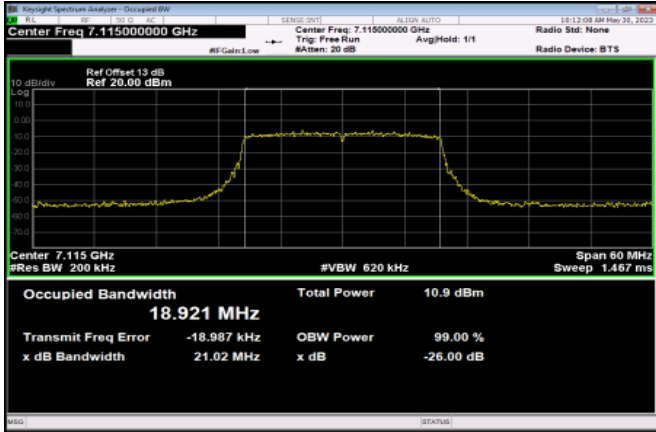 Keysight Spectrum Analyzer - Occupied BW
RL RF 50 Ω AC SENSE:INT ALIGN AUTO 10:12:08 AM May 30, 2023
Center Freq 7.115000000 GHz Center Freq: 7.115000000 GHz Radio Std: None
Trig: Free Run Avg|Hold: 1/1
#IFGain:Low #Atten: 20 dB Radio Device: BTS
Ref Offset 13 dB
10 dB/div Ref 20.00 dBm
Log
10.0
0.00
-10.0
-20.0
-30.0
-40.0
-50.0
-60.0
-70.0
Center 7.115 GHz Span 60 MHz
#Res BW 200 kHz #VBW 620 kHz Sweep 1.467 ms
Occupied Bandwidth Total Power 10.9 dBm
18.921 MHz
Transmit Freq Error -18.987 kHz OBW Power 99.00 %
x dB Bandwidth 21.02 MHz x dB -26.00 dB
MSG STATUS